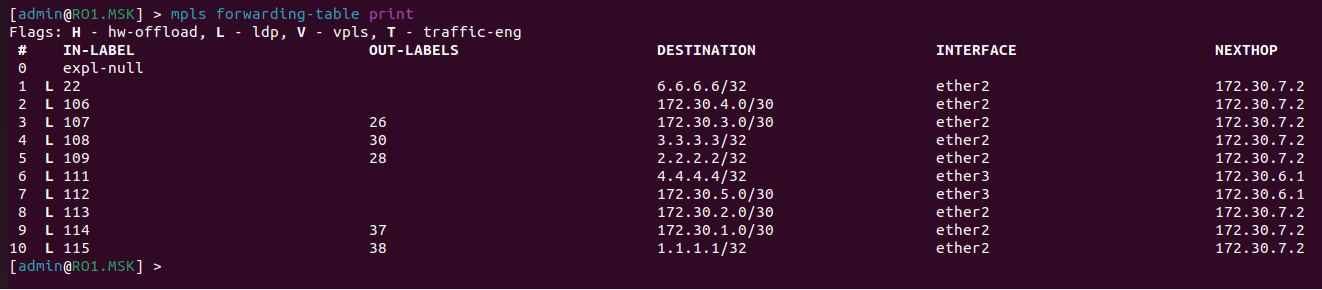 [admin@RO1.MSK] > mpls forwarding-table print
Flags: H - hw-offload, L - ldp, V - vpls, T - traffic-eng
# IN-LABEL OUT-LABELS DESTINATION INTERFACE NEXTHOP
0 expl-null
1 L 22 6.6.6.6/32 ether2 172.30.7.2
2 L 106 172.30.4.0/30 ether2 172.30.7.2
3 L 107 26 172.30.3.0/30 ether2 172.30.7.2
4 L 108 30 3.3.3.3/32 ether2 172.30.7.2
5 L 109 28 2.2.2.2/32 ether2 172.30.7.2
6 L 111 4.4.4.4/32 ether3 172.30.6.1
7 L 112 172.30.5.0/30 ether3 172.30.6.1
8 L 113 172.30.2.0/30 ether2 172.30.7.2
9 L 114 37 172.30.1.0/30 ether2 172.30.7.2
10 L 115 38 1.1.1.1/32 ether2 172.30.7.2
[admin@RO1.MSK] >